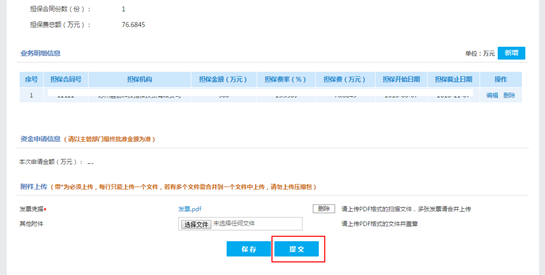 担保合同份数（份）： 1
担保费总额（万元）： 76.6845
业务明细信息 单位：万元 新增
序号 担保合同号 担保机构 担保金额（万元） 担保费率（%） 担保费（万元） 担保开始日期 担保截止日期 操作
1 编辑 删除
资金申请信息（请以主管部门最终批准金额为准）
本次申请金额（万元）： --
附件上传（带*为必须上传，每行只能上传一个文件，若有多个文件需合并到一个文件中上传，请勿上传压缩包）
发票凭据* 发票.pdf 删除 请上传PDF格式的扫描文件，多张发票请合并上传
其他附件 选择文件 未选择任何文件 请上传PDF格式的文件并盖章
保存 提交